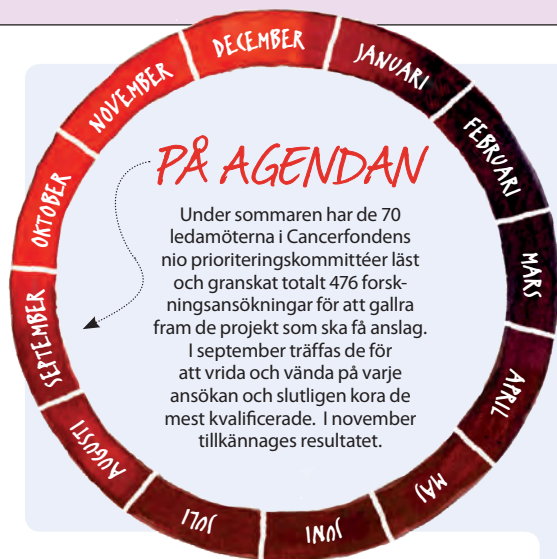 DECEMBER
JANUARI
FEBRUARI
MARS
APRIL
MAJ
JUNI
JULI
AUGUSTI
SEPTEMBER
OKTOBER
NOVEMBER
PÅ AGENDAN
Under sommaren har de 70
ledamöterna i Cancerfondens
nio prioriteringskommittéer läst
och granskat totalt 476 forsk-
ningsansökningar för att gallra
fram de projekt som ska få anslag.
I september träffas de för
att vrida och vända på varje
ansökan och slutligen kora de
mest kvalificerade. I november
tillkännages resultatet.